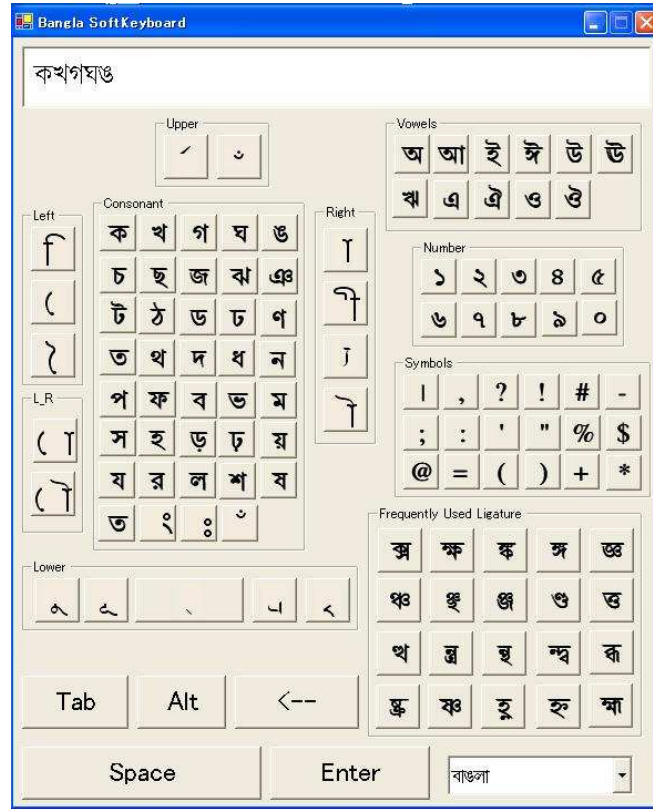 Bangla SoftKeyboard
কখগঘঙ
Upper
Vowels
অ আ ই ঈ উ ঊ
ঋ এ ঐ ও ঔ
Left
Consonant
Right
ক খ গ ঘ ঙ
চ ছ জ ঝ ঞ
ট ঠ ড ঢ ণ
ত থ দ ধ ন
প ফ ব ভ ম
স হ ড় ঢ় য়
য র ল শ ষ
ত ং ঃ ঁ
Number
১ ২ ৩ ৪ ৫
৬ ৭ ৮ ৯ ০
Symbols
। , ? ! # -
; : ' " % $
@ = ( ) + *
L_R
ি
ে
ৈ
া
ী
ো
ৌ
Lower
Frequently Used Ligature
ক্স ক্ষ ঙ্ক ঙ্গ জ্ঞ
ঞ্চ ঞ্ছ ঞ্জ ণ্ড ত্ত
ত্থ ন্থ ন্দ্ব ব্ধ
ষ্ক্র ষ্ণ হু হ্ন হ্ম
Tab Alt <--
Space Enter বাঙলা